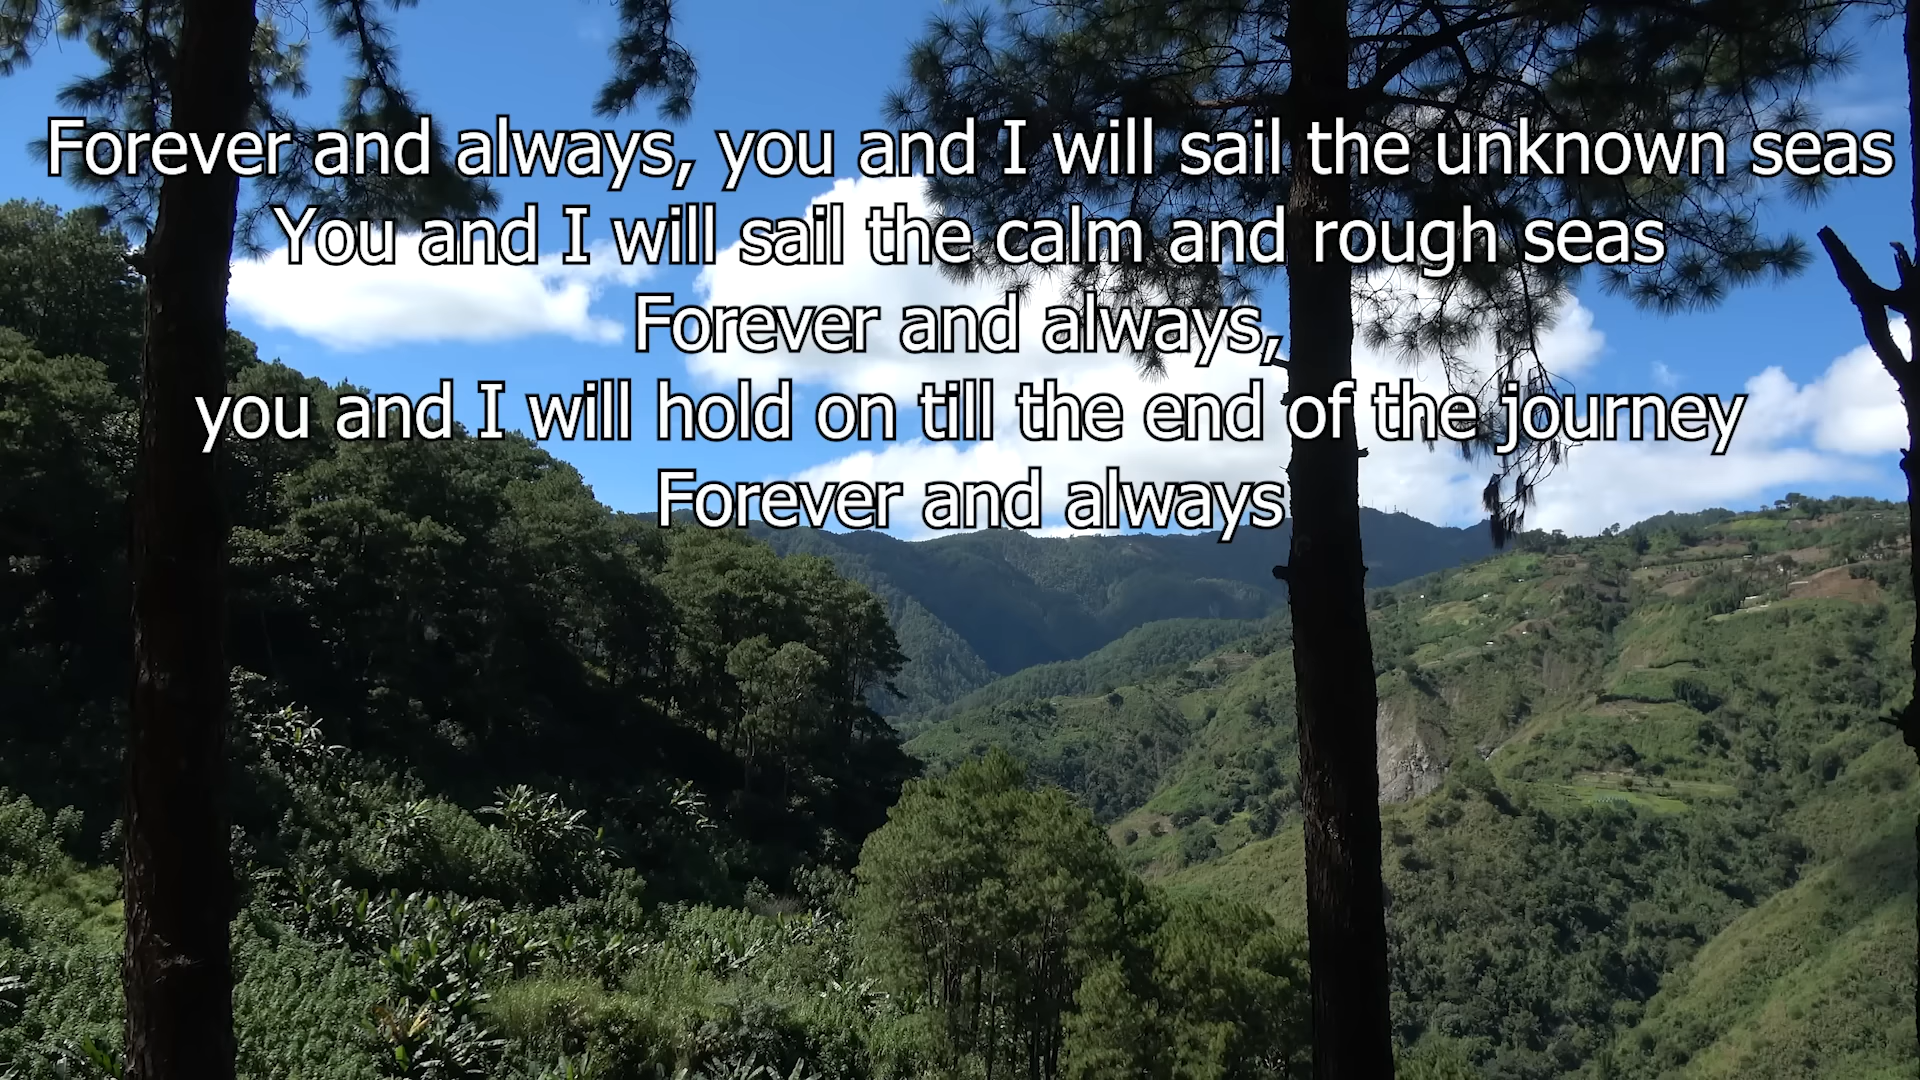 Forever and always, you and I will sail the unknown seas
You and I will sail the calm and rough seas
Forever and always,
you and I will hold on till the end of the journey
Forever and always